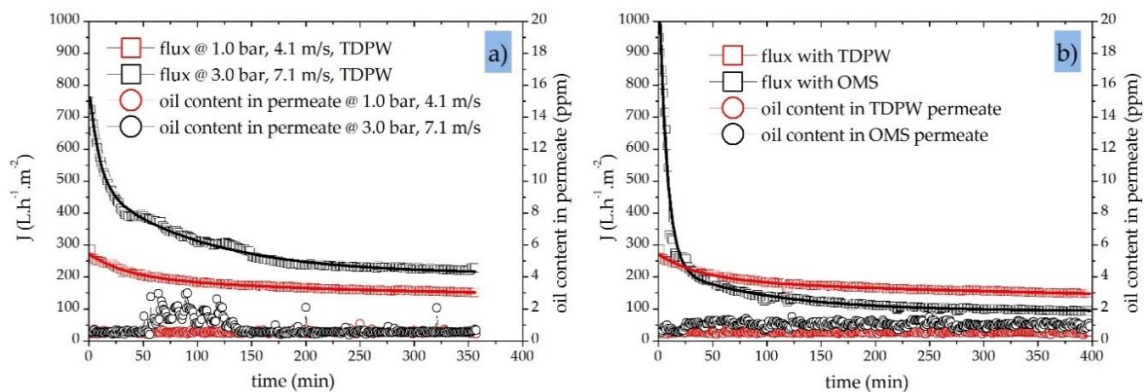 a)
flux @ 1.0 bar, 4.1 m/s, TDPW
flux @ 3.0 bar, 7.1 m/s, TDPW
oil content in permeate @ 1.0 bar, 4.1 m/s
oil content in permeate @ 3.0 bar, 7.1 m/s
J (L.h⁻¹.m⁻²)
1000
900
800
700
600
500
400
300
200
100
0
0 50 100 150 200 250 300 350 400
time (min)
20
18
16
14
12
10
8
6
4
2
0
oil content in permeate (ppm)
b)
flux with TDPW
flux with OMS
oil content in TDPW permeate
oil content in OMS permeate
J (L.h⁻¹.m⁻²)
1000
900
800
700
600
500
400
300
200
100
0
0 50 100 150 200 250 300 350 400
time (min)
20
18
16
14
12
10
8
6
4
2
0
oil content in permeate (ppm)